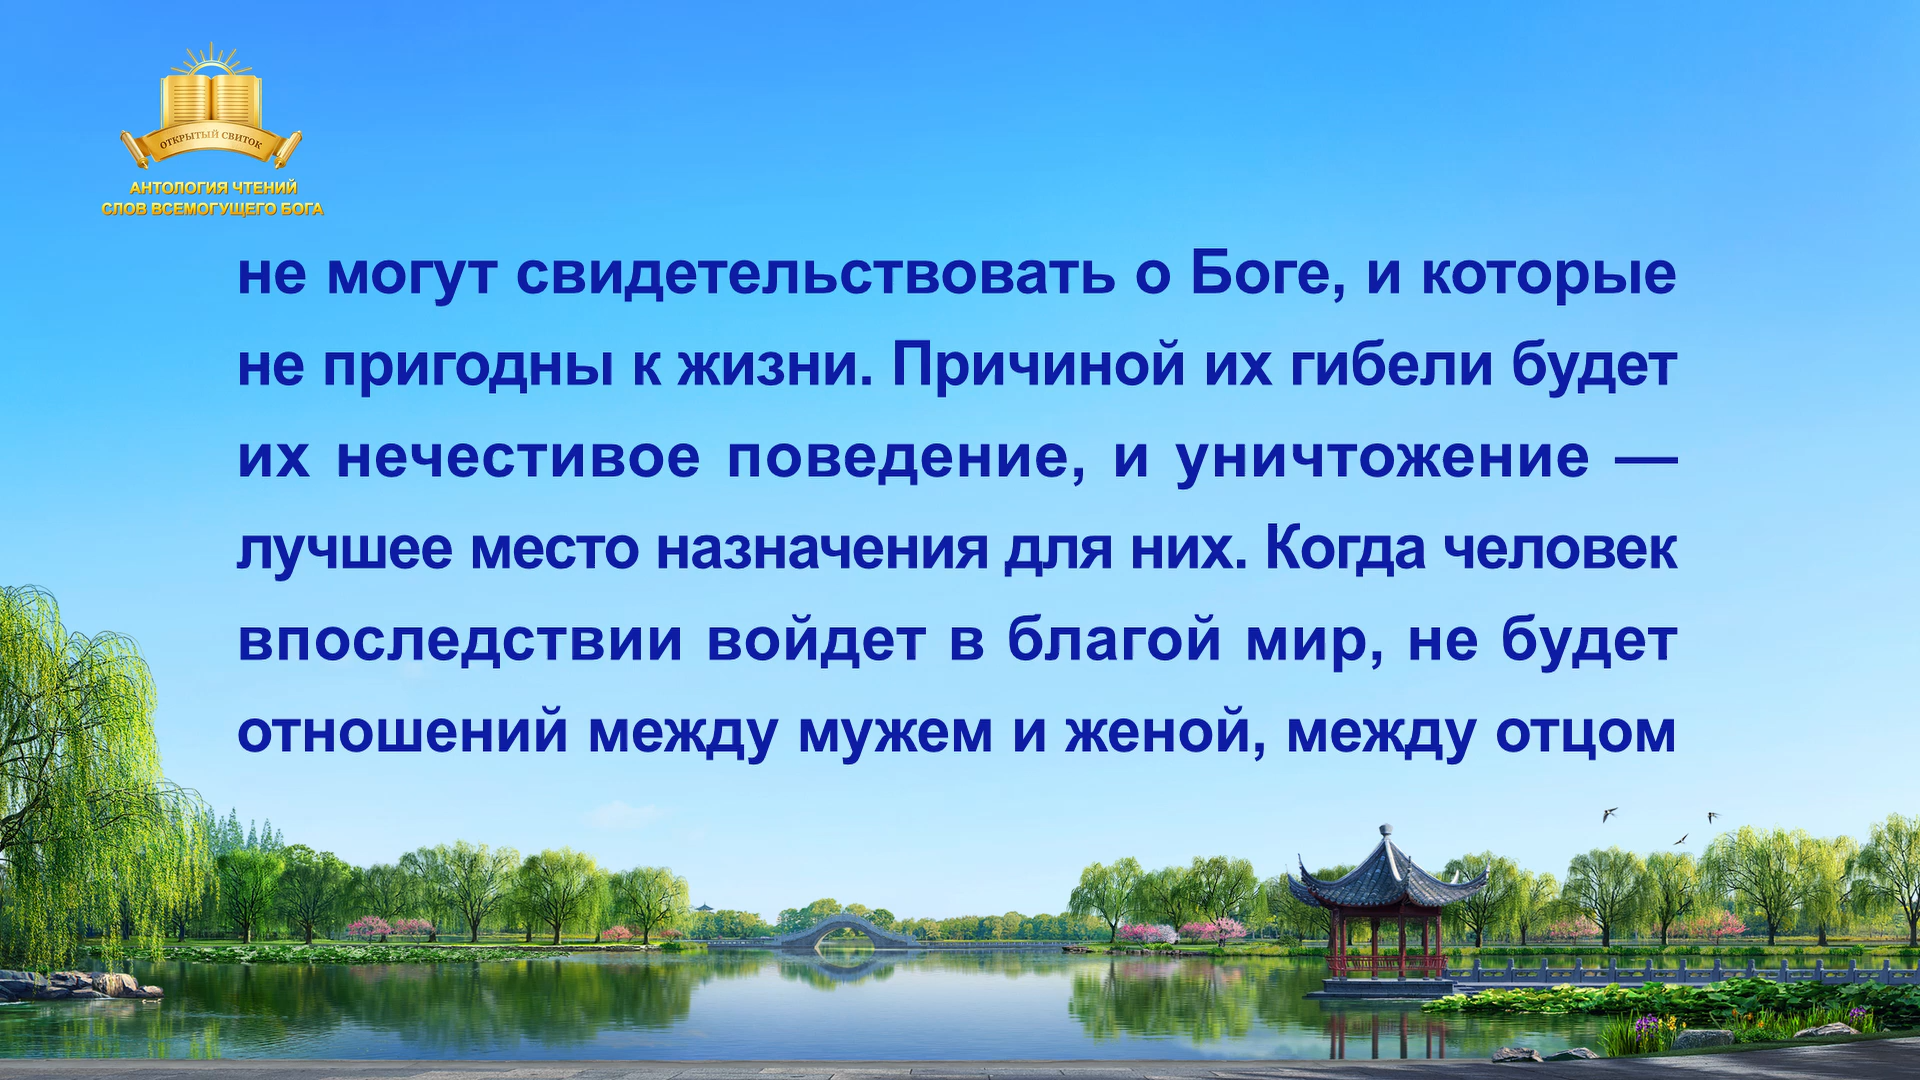 ОТКРЫТЫЙ СВИТОК
АНТОЛОГИЯ ЧТЕНИЙ
СЛОВ ВСЕМОГУЩЕГО БОГА
не могут свидетельствовать о Боге, и которые
не пригодны к жизни. Причиной их гибели будет
их нечестивое поведение, и уничтожение —
лучшее место назначения для них. Когда человек
впоследствии войдет в благой мир, не будет
отношений между мужем и женой, между отцом